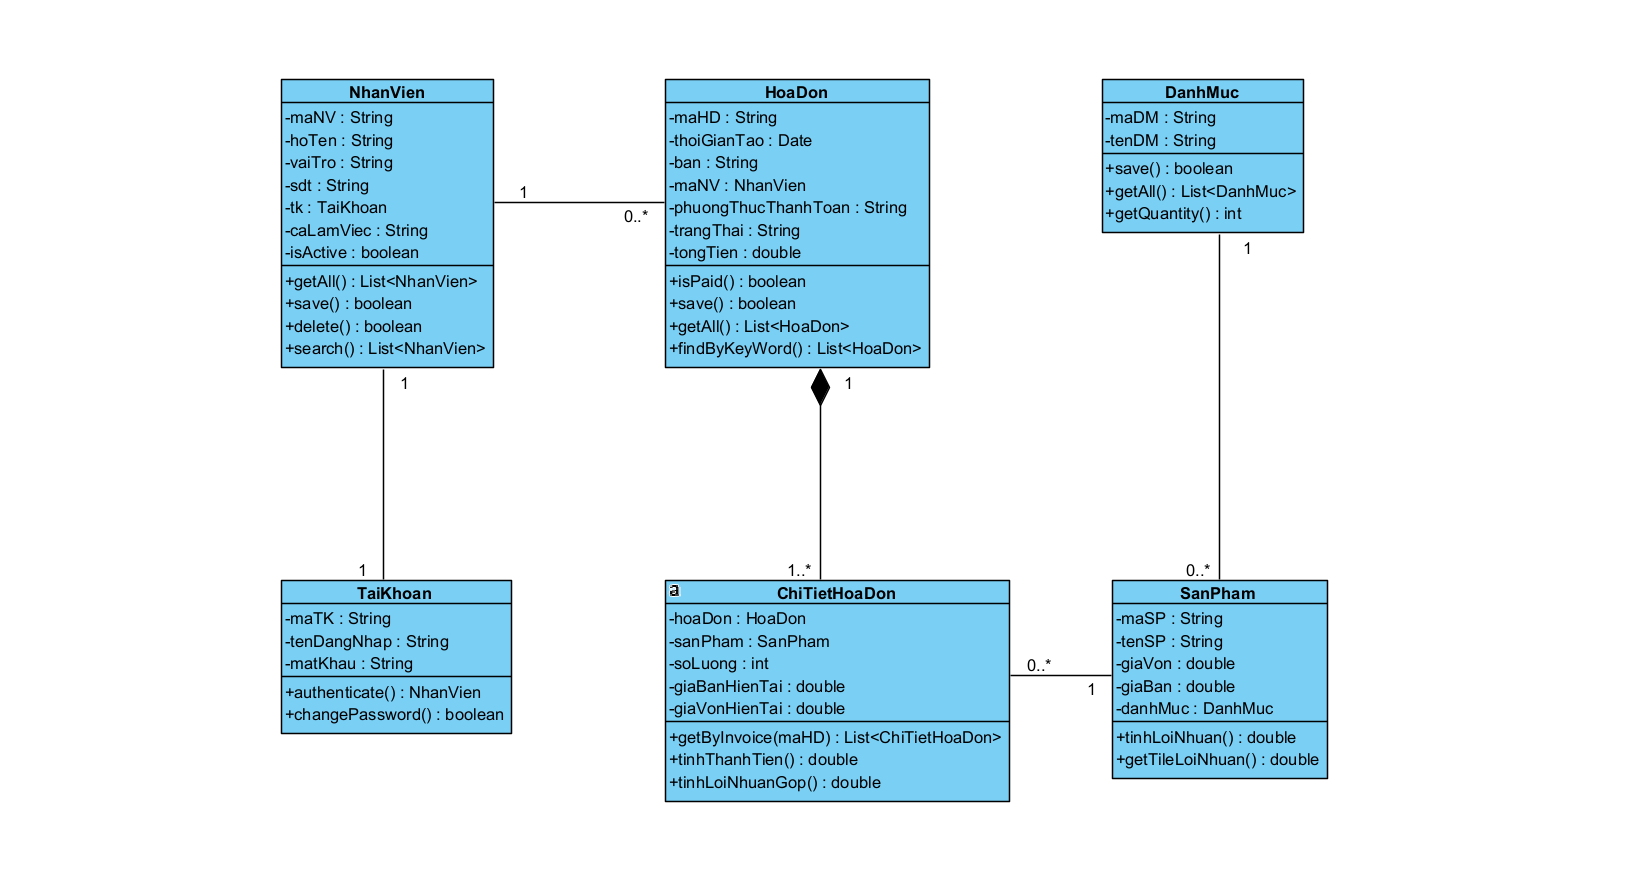 NhanVien
-maNV : String
-hoTen : String
-vaiTro : String
-sdt : String
-tk : TaiKhoan
-caLamViec : String
-isActive : boolean
+getAll() : List<NhanVien>
+save() : boolean
+delete() : boolean
+search() : List<NhanVien>
1
0..*
HoaDon
-maHD : String
-thoiGianTao : Date
-ban : String
-maNV : NhanVien
-phuongThucThanhToan : String
-trangThai : String
-tongTien : double
+isPaid() : boolean
+save() : boolean
+getAll() : List<HoaDon>
+findByKeyWord() : List<HoaDon>
DanhMuc
-maDM : String
-tenDM : String
+save() : boolean
+getAll() : List<DanhMuc>
+getQuantity() : int
1
1
1
1
1..*
0..*
TaiKhoan
-maTK : String
-tenDangNhap : String
-matKhau : String
+authenticate() : NhanVien
+changePassword() : boolean
a
ChiTietHoaDon
-hoaDon : HoaDon
-sanPham : SanPham
-soLuong : int
-giaBanHienTai : double
-giaVonHienTai : double
+getByInvoice(maHD) : List<ChiTietHoaDon>
+tinhThanhTien() : double
+tinhLoiNhuanGop() : double
0..*
1
SanPham
-maSP : String
-tenSP : String
-giaVon : double
-giaBan : double
-danhMuc : DanhMuc
+tinhLoiNhuan() : double
+getTileLoiNhuan() : double